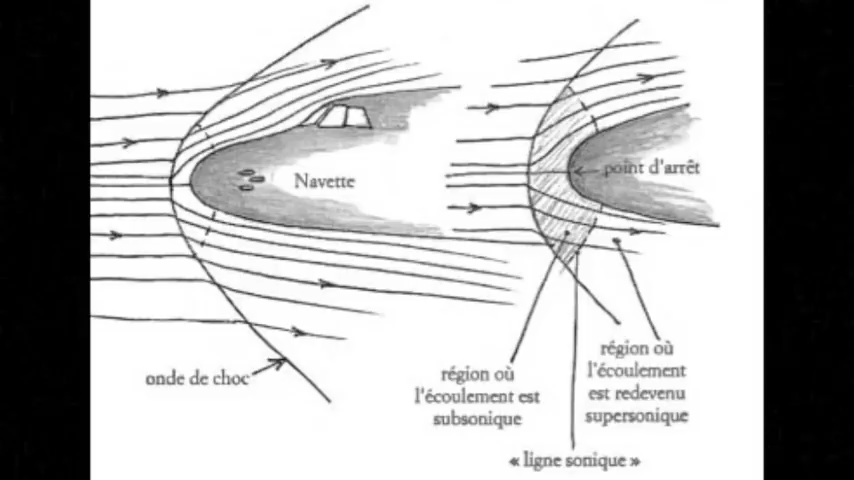 Navette
point d'arrêt
onde de choc
région où
l'écoulement est
subsonique
région où
l'écoulement
est redevenu
supersonique
« ligne sonique »